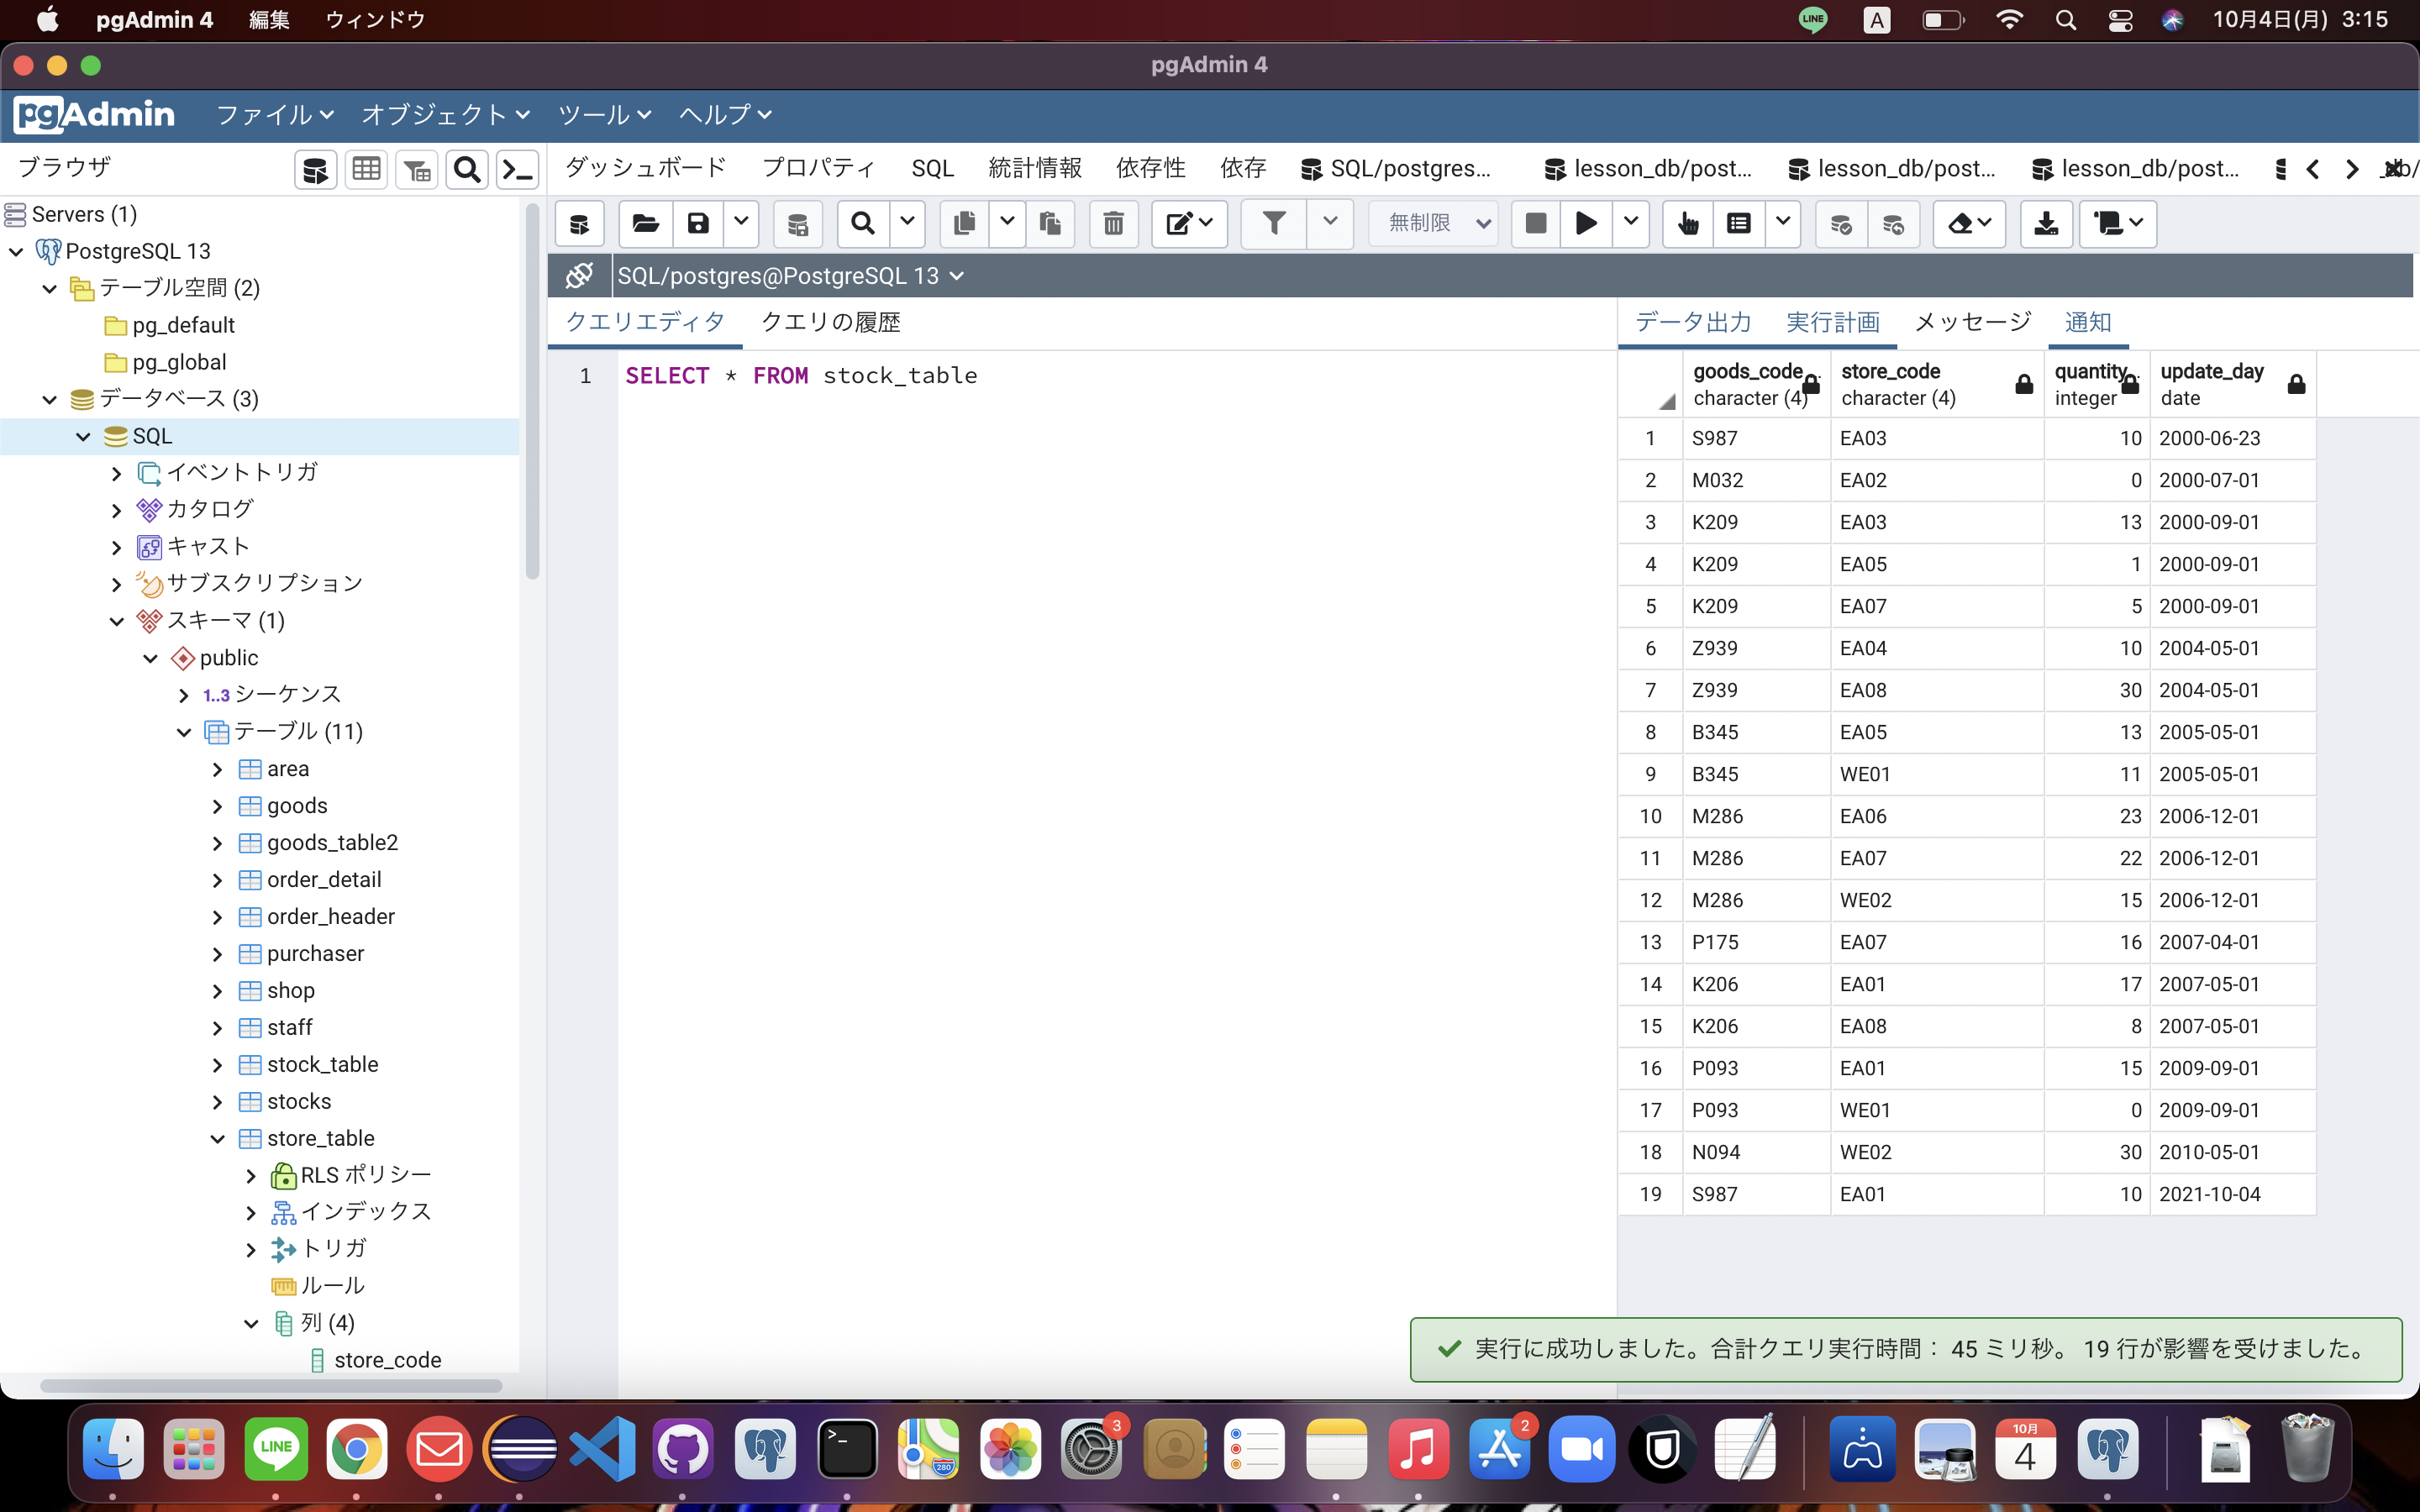 pgAdmin 4 編集 ウィンドウ LINE A 10月4日(月) 3:15
pgAdmin 4
pgAdmin ファイル オブジェクト ツール ヘルプ
ブラウザ
ダッシュボード プロパティ SQL 統計情報 依存性 依存 SQL/postgres... lesson_db/post... lesson_db/post... lesson_db/post...
無制限
SQL/postgres@PostgreSQL 13
クエリエディタ クエリの履歴
データ出力 実行計画 メッセージ 通知
Servers (1)
PostgreSQL 13
テーブル空間 (2)
pg_default
pg_global
データベース (3)
SQL
イベントトリガ
カタログ
キャスト
サブスクリプション
スキーマ (1)
public
1..3 シーケンス
テーブル (11)
area
goods
goods_table2
order_detail
order_header
purchaser
shop
staff
stock_table
stocks
store_table
RLS ポリシー
インデックス
トリガ
ルール
列 (4)
store_code
1 SELECT * FROM stock_table
goods_code store_code quantity update_day
character (4) character (4) integer date
1 S987 EA03 10 2000-06-23
2 M032 EA02 0 2000-07-01
3 K209 EA03 13 2000-09-01
4 K209 EA05 1 2000-09-01
5 K209 EA07 5 2000-09-01
6 Z939 EA04 10 2004-05-01
7 Z939 EA08 30 2004-05-01
8 B345 EA05 13 2005-05-01
9 B345 WE01 11 2005-05-01
10 M286 EA06 23 2006-12-01
11 M286 EA07 22 2006-12-01
12 M286 WE02 15 2006-12-01
13 P175 EA07 16 2007-04-01
14 K206 EA01 17 2007-05-01
15 K206 EA08 8 2007-05-01
16 P093 EA01 15 2009-09-01
17 P093 WE01 0 2009-09-01
18 N094 WE02 30 2010-05-01
19 S987 EA01 10 2021-10-04
実行に成功しました。合計クエリ実行時間： 45 ミリ秒。 19 行が影響を受けました。
LINE 280 3 2 10月 4